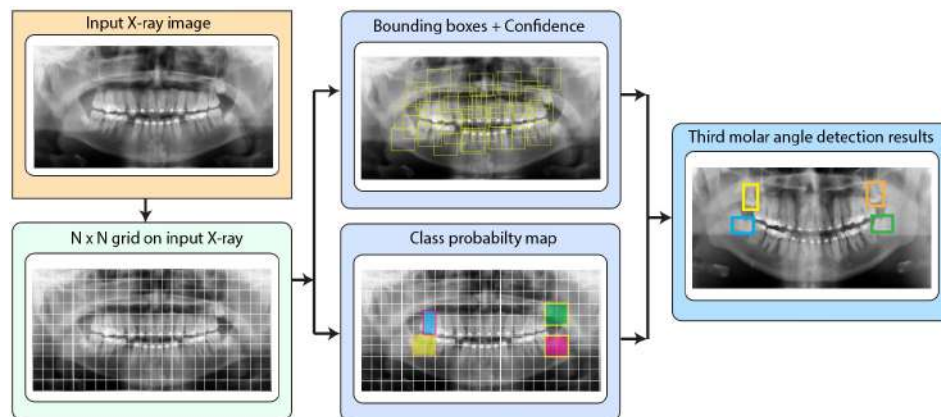 Input X-ray image
Bounding boxes + Confidence
Third molar angle detection results
N x N grid on input X-ray
Class probabilty map